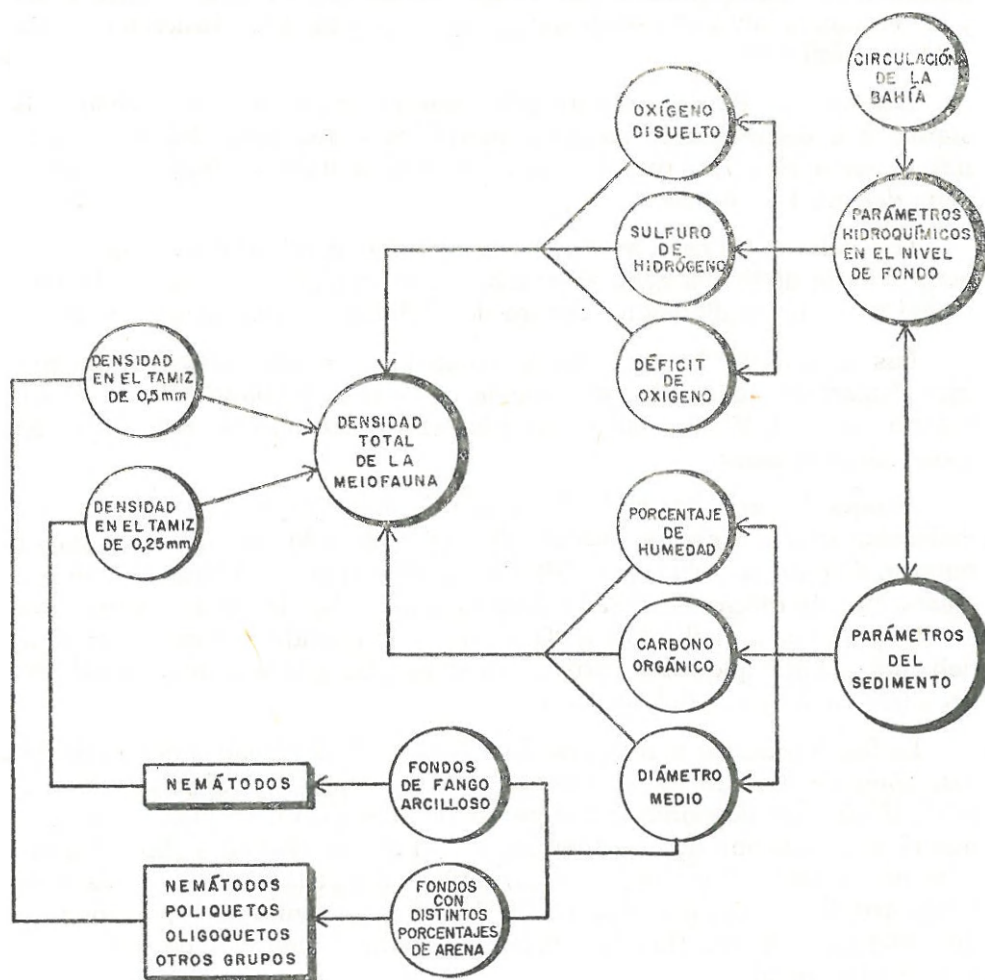 CIRCULACIÓN
DE LA
BAHÍA
OXÍGENO
DISUELTO
PARÁMETROS
HIDROQUÍMICOS
EN EL NIVEL
DE FONDO
SULFURO
DE
HIDRÓGENO
DÉFICIT
DE
OXIGENO
DENSIDAD
EN EL TAMIZ
DE 0,5mm
DENSIDAD
TOTAL
DE LA
MEIOFAUNA
DENSIDAD
EN EL TAMIZ
DE 0,25mm
PORCENTAJE
DE
HUMEDAD
CARBONO
ORGÁNICO
PARÁMETROS
DEL
SEDIMENTO
DIÁMETRO
MEDIO
FONDOS
DE FANGO
ARCILLOSO
NEMÁTODOS
FONDOS
CON
DISTINTOS
PORCENTAJES
DE ARENA
NEMÁTODOS
POLIQUETOS
OLIGOQUETOS
OTROS GRUPOS